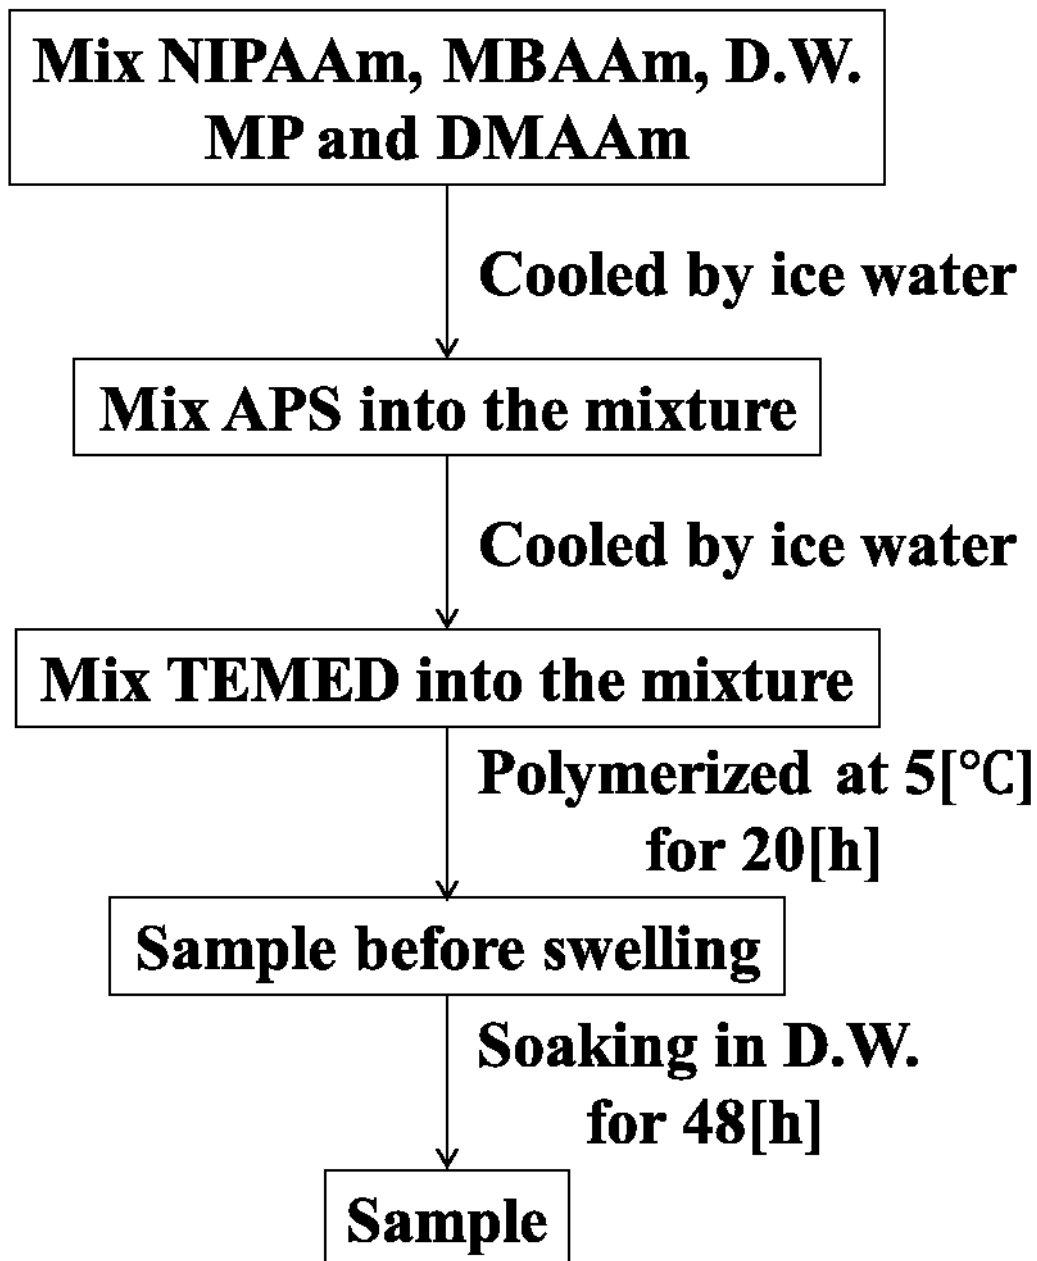 Mix NIPAAm, MBAAm, D.W.
MP and DMAAm
Cooled by ice water
Mix APS into the mixture
Cooled by ice water
Mix TEMED into the mixture
Polymerized at 5[℃]
for 20[h]
Sample before swelling
Soaking in D.W.
for 48[h]
Sample